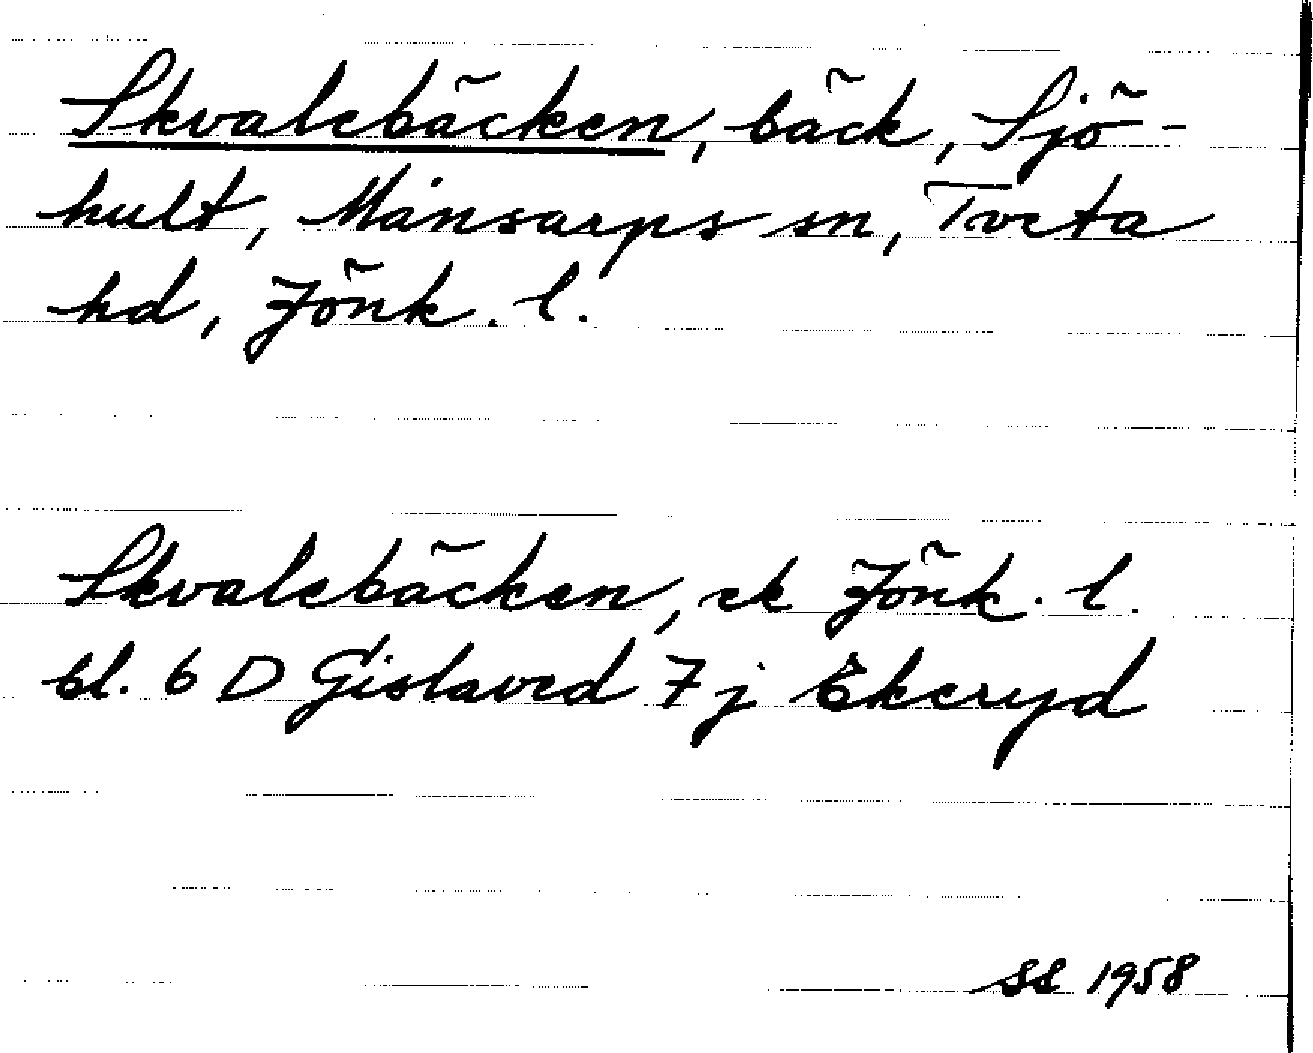 Skvalebäcken, bäck, Sjö-
hult, Månsarps sn, Tveta
hd, Jönk. l.
Skvalebäcken, ek Jönk. l.
bl. 6 D Gislaved 7 j Ekeryd
SL 1958